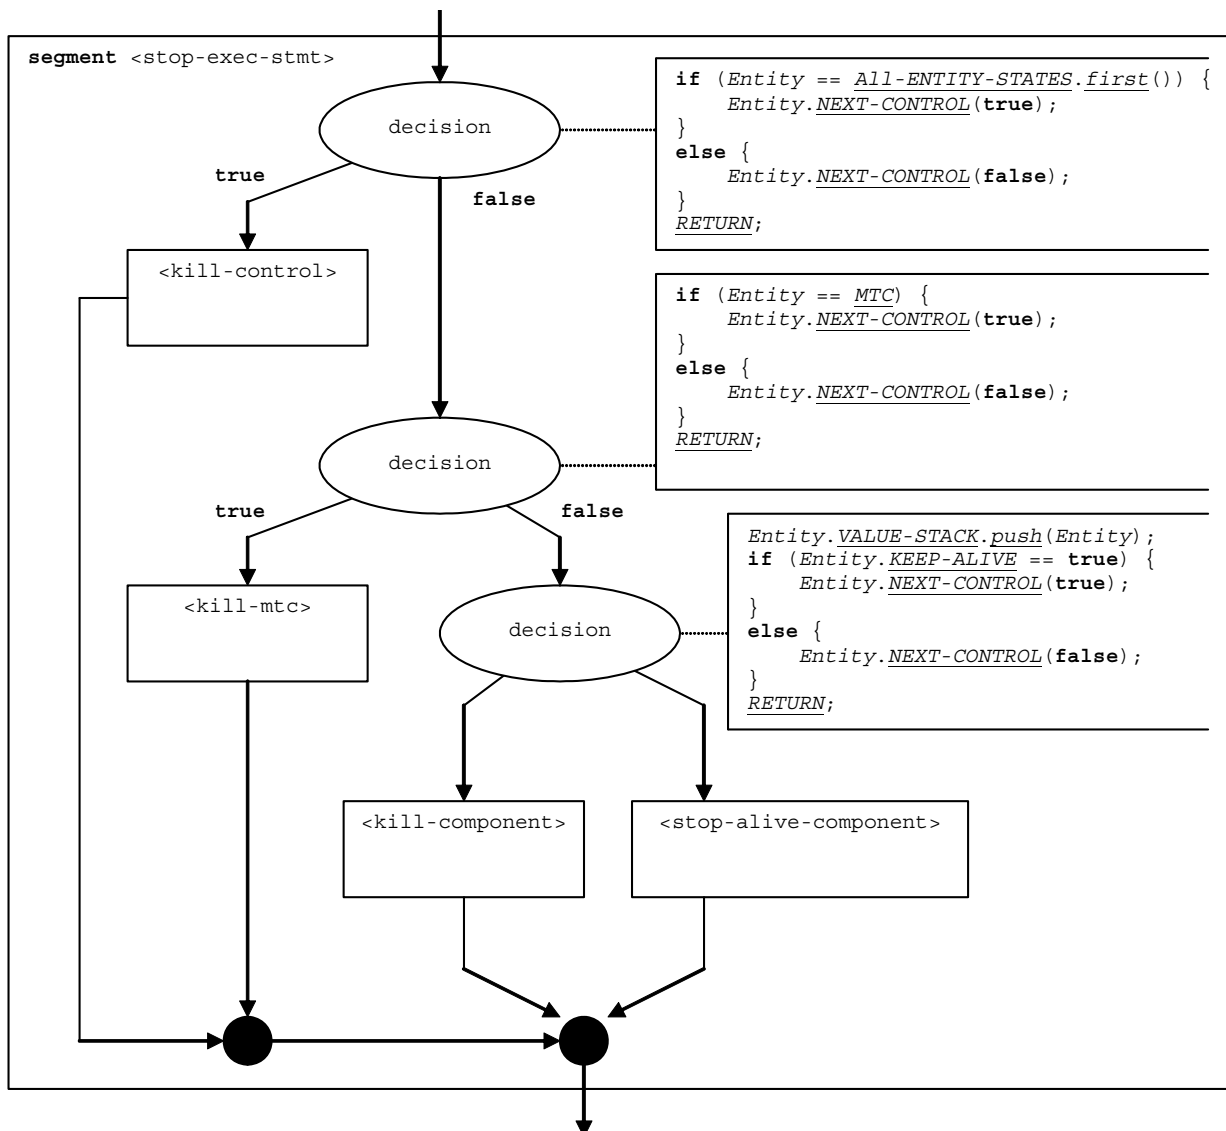 segment <stop-exec-stmt>
decision
if (Entity == All-ENTITY-STATES.first()) {
Entity.NEXT-CONTROL(true);
}
else {
Entity.NEXT-CONTROL(false);
}
RETURN;
true
false
<kill-control>
if (Entity == MTC) {
Entity.NEXT-CONTROL(true);
}
else {
Entity.NEXT-CONTROL(false);
}
RETURN;
decision
true
false
Entity.VALUE-STACK.push(Entity);
if (Entity.KEEP-ALIVE == true) {
Entity.NEXT-CONTROL(true);
}
else {
Entity.NEXT-CONTROL(false);
}
RETURN;
<kill-mtc>
decision
<kill-component>
<stop-alive-component>